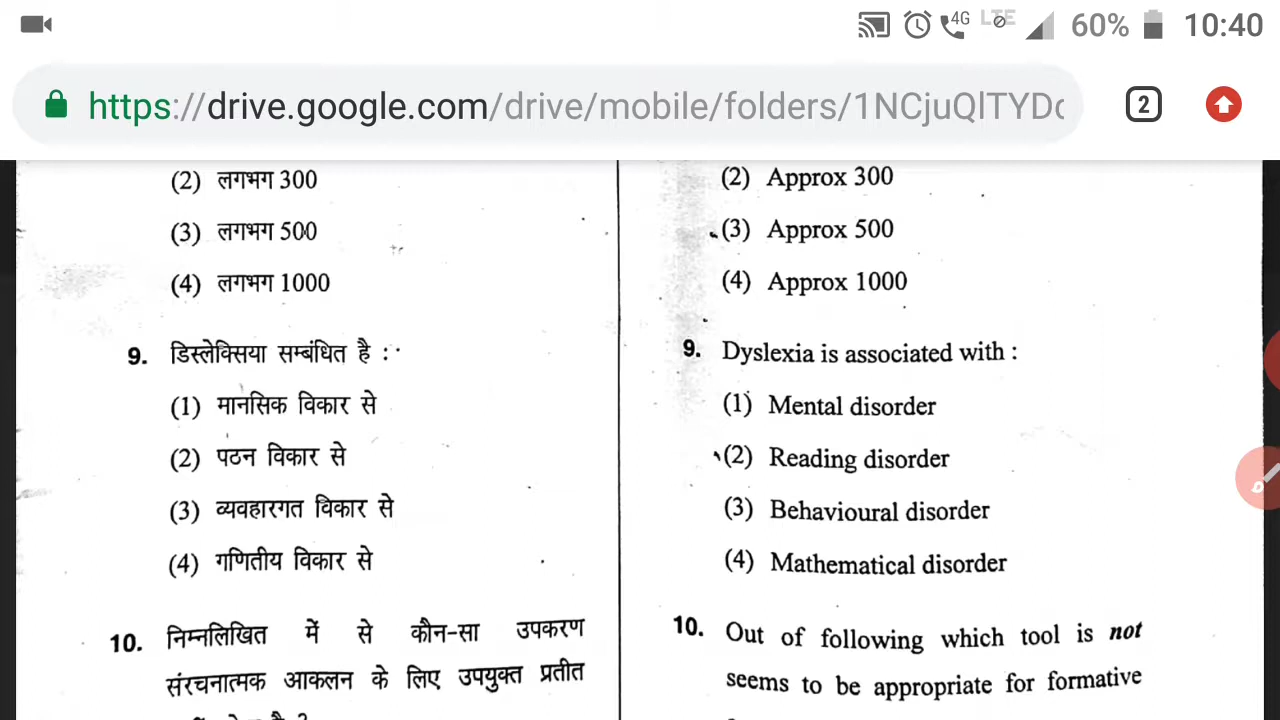 4G LTE 60% 10:40
https://drive.google.com/drive/mobile/folders/1NCjuQlTYDc 2
(2) लगभग 300
(3) लगभग 500
(4) लगभग 1000
9. डिस्लेक्सिया सम्बंधित है :
(1) मानसिक विकार से
(2) पठन विकार से
(3) व्यवहारगत विकार से
(4) गणितीय विकार से
10. निम्नलिखित में से कौन-सा उपकरण
संरचनात्मक आकलन के लिए उपयुक्त प्रतीत
(2) Approx 300
(3) Approx 500
(4) Approx 1000
9. Dyslexia is associated with :
(1) Mental disorder
(2) Reading disorder
(3) Behavioural disorder
(4) Mathematical disorder
10. Out of following which tool is not
seems to be appropriate for formative